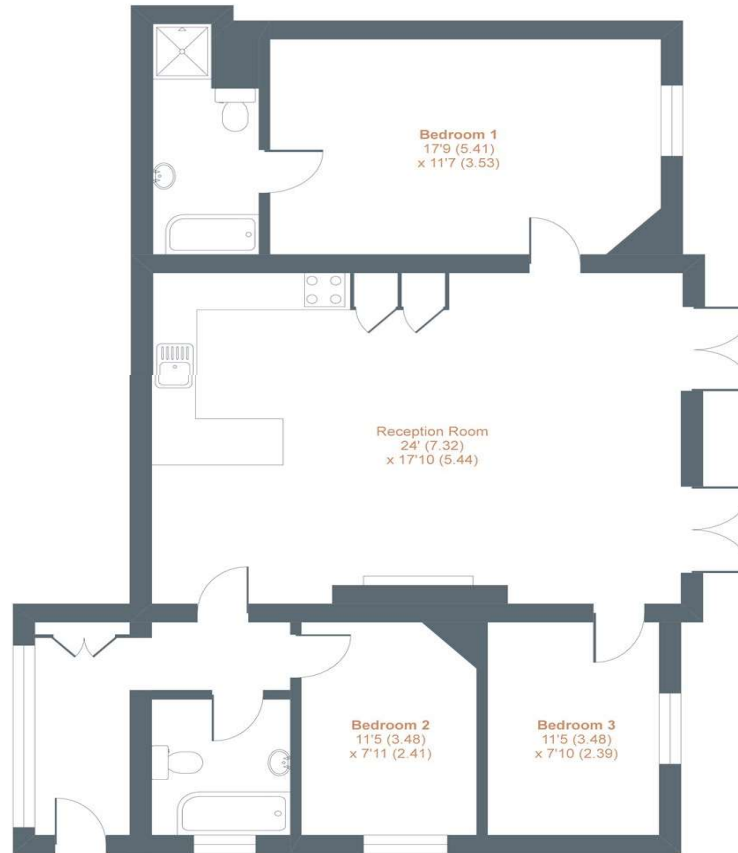 Bedroom 1
17'9 (5.41)
x 11'7 (3.53)
Reception Room
24' (7.32)
x 17'10 (5.44)
Bedroom 2
11'5 (3.48)
x 7'11 (2.41)
Bedroom 3
11'5 (3.48)
x 7'10 (2.39)